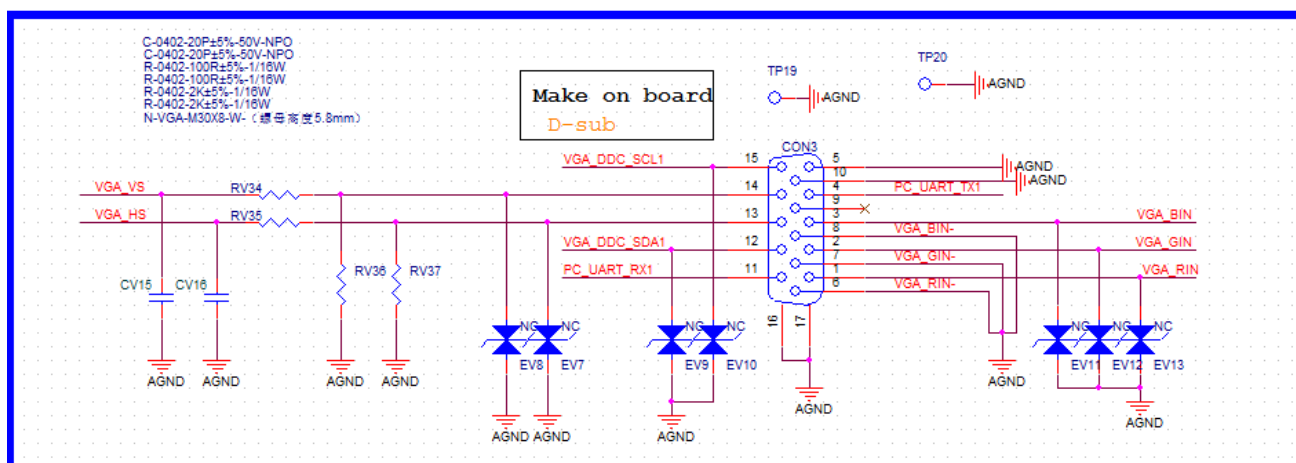 C-0402-20P±5%-50V-NPO
C-0402-20P±5%-50V-NPO
R-0402-100R±5%-1/16W
R-0402-100R±5%-1/16W
R-0402-2K±5%-1/16W
R-0402-2K±5%-1/16W
N-VGA-M30X8-W-（螺母高度5.8mm）
Make on board
D-sub
TP19
AGND
TP20
AGND
CON3
VGA_DDC_SCL1
15
5
AGND
10
AGND
VGA_VS
RV34
14
4
PC_UART_TX1
9
VGA_HS
RV35
13
3
VGA_BIN
8
VGA_BIN-
VGA_DDC_SDA1
12
2
VGA_GIN
7
VGA_GIN-
PC_UART_RX1
11
1
VGA_RIN
6
VGA_RIN-
CV15
CV16
RV36
RV37
16
17
NC
NC
NC
NC
NC
NC
NC
EV8
EV7
EV9
EV10
EV11
EV12
EV13
AGND
AGND
AGND
AGND
AGND
AGND
AGND
AGND
AGND
AGND